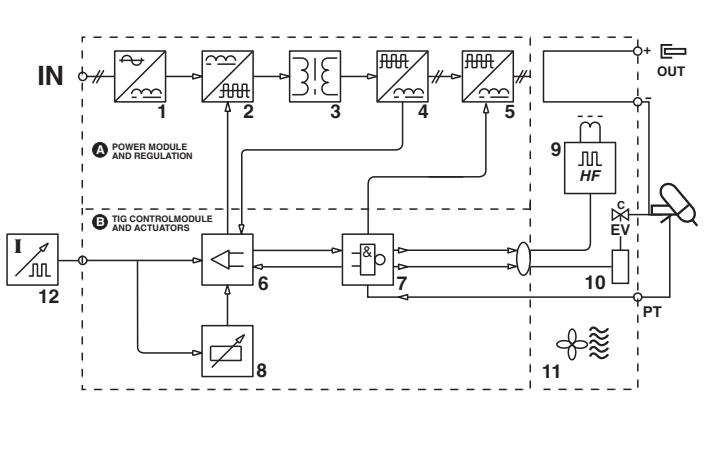 IN
1
2
3
4
5
+
OUT
-
A POWER MODULE
AND REGULATION
9
HF
B TIG CONTROLMODULE
AND ACTUATORS
C
EV
I
12
6
&
7
10
PT
8
11